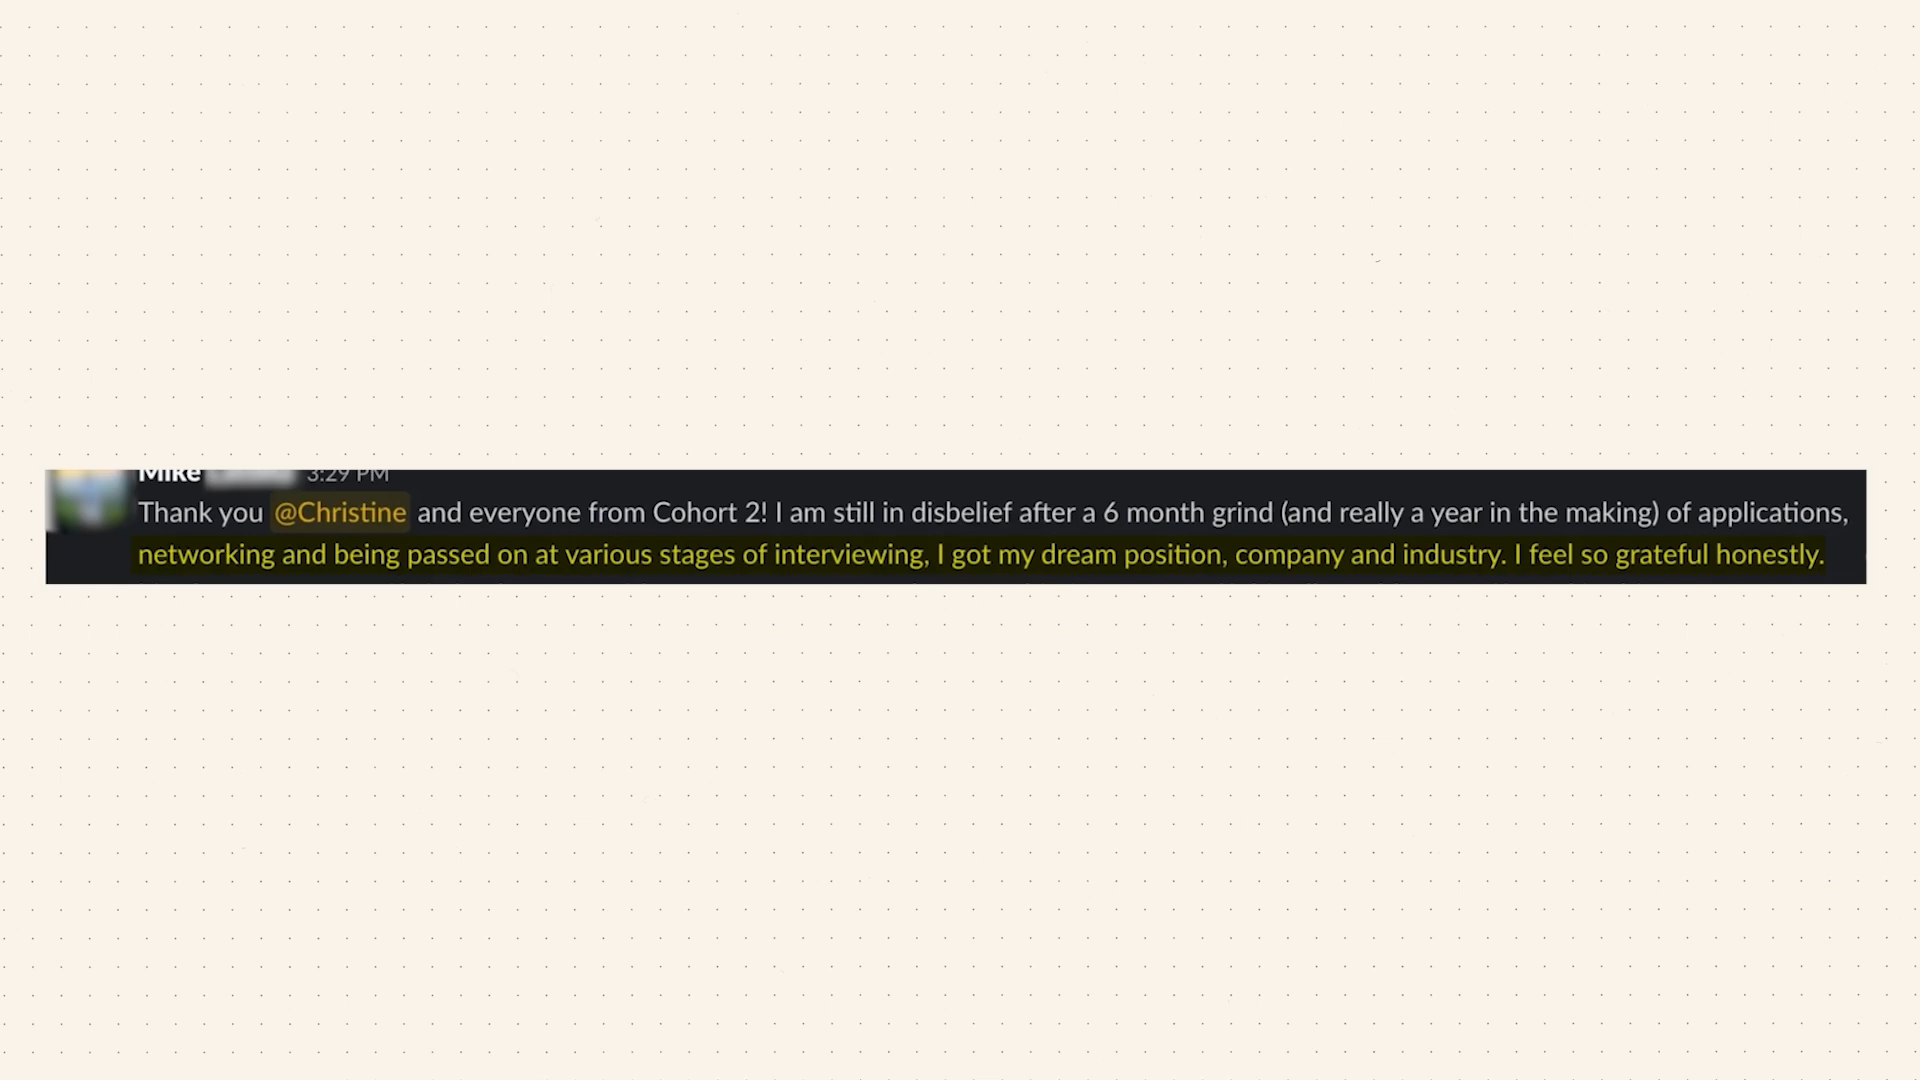 Mike 3:29 PM
Thank you @Christine and everyone from Cohort 2! I am still in disbelief after a 6 month grind (and really a year in the making) of applications,
networking and being passed on at various stages of interviewing, I got my dream position, company and industry. I feel so grateful honestly.